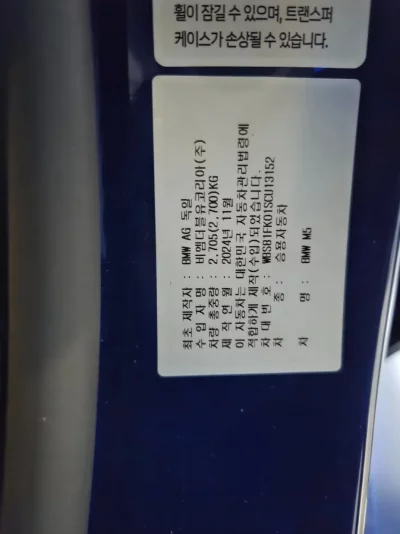 휠이 잠길 수 있으며, 트랜스퍼
케이스가 손상될 수 있습니다.
최초 제작자 : BMW AG 독일
수 입 자 명 : 비엠더블유코리아(주)
차량 총중량 : 2,705(2,700)KG
제 작 연 월 : 2024년 11월
이 자동차는 대한민국 자동차관리법령에
적합하게 제작(수입)되었습니다.
차 대 번 호 : WBS81FK01SCU13152
차 종 : 승용자동차
차 명 : BMW M5